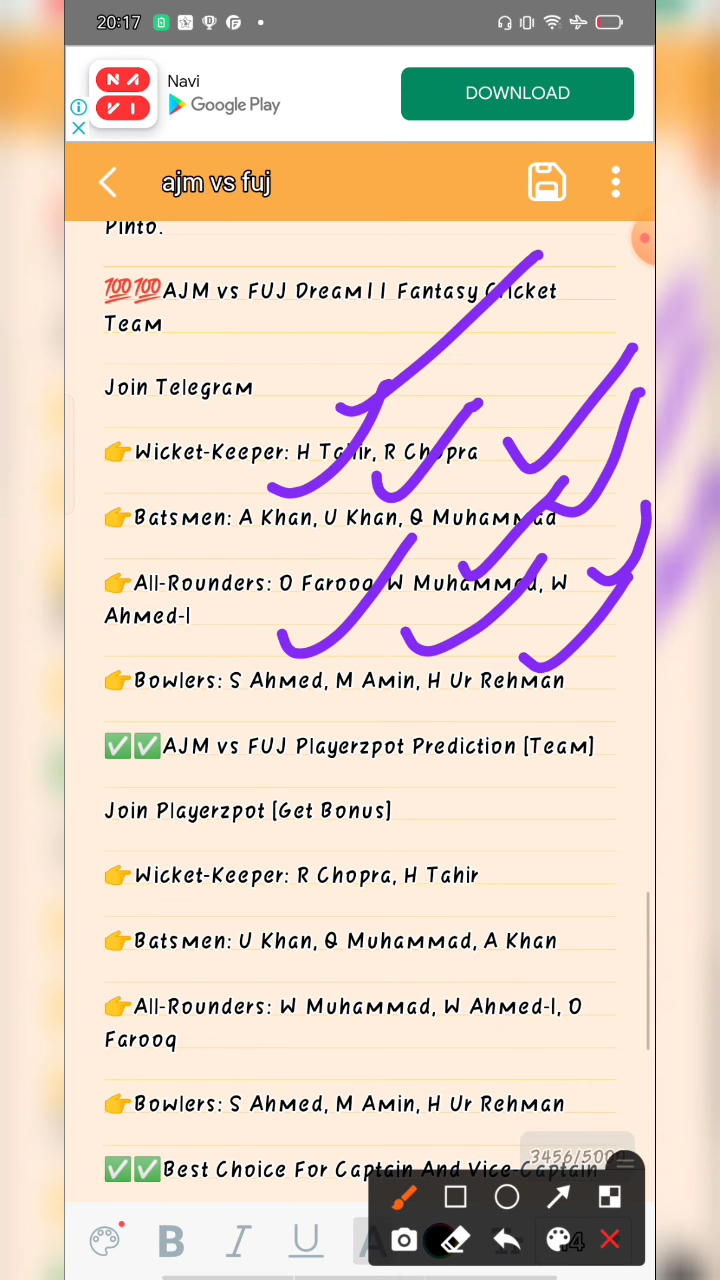 20:17
Navi
Google Play
DOWNLOAD
ajm vs fuj
Pinto.
💯💯AJM vs FUJ Dream11 Fantasy Cricket
Team
Join Telegram
👉Wicket-Keeper: H Tahir, R Chopra
👉Batsmen: A Khan, U Khan, Q Muhammad
👉All-Rounders: O Farooq, W Muhammad, W
Ahmed-I
👉Bowlers: S Ahmed, M Amin, H Ur Rehman
✅✅AJM vs FUJ Playerzpot Prediction [Team]
Join Playerzpot [Get Bonus]
👉Wicket-Keeper: R Chopra, H Tahir
👉Batsmen: U Khan, Q Muhammad, A Khan
👉All-Rounders: W Muhammad, W Ahmed-I, O
Farooq
👉Bowlers: S Ahmed, M Amin, H Ur Rehman
3456/5000
✅✅Best Choice For Captain And Vice-Captain
B I U A